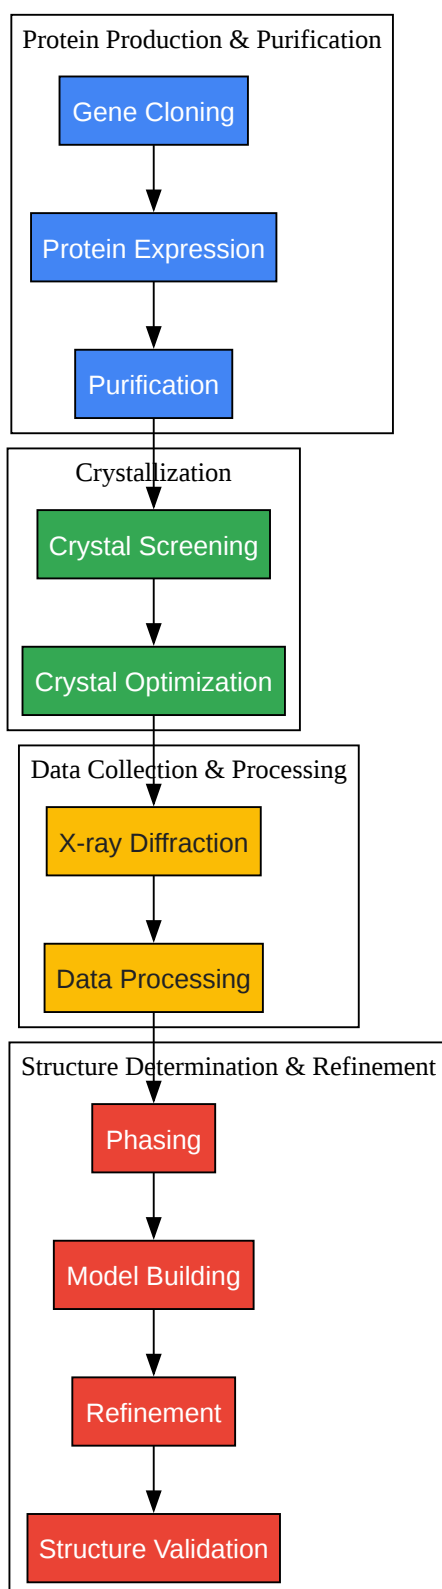 Protein Production & Purification
Gene Cloning
Protein Expression
Purification
Crystallization
Crystal Screening
Crystal Optimization
Data Collection & Processing
X-ray Diffraction
Data Processing
Structure Determination & Refinement
Phasing
Model Building
Refinement
Structure Validation